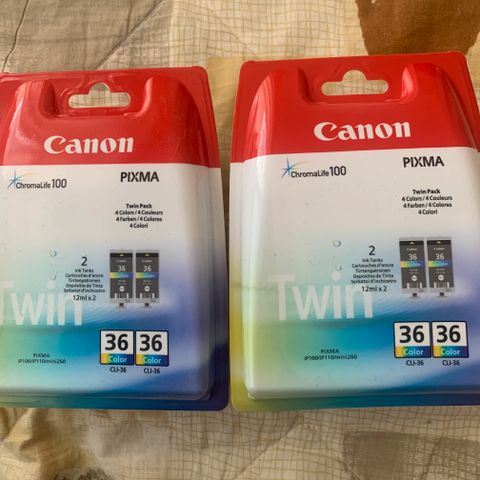 Canon
ChromaLife100
PIXMA
Twin Pack
4 Colors / 4 Couleurs
4 Farben / 4 Colores
4 Colori
2
Ink Tanks
Cartouches d'encre
Tintenpatronen
Depósitos de Tinta
Serbatoi d'inchiostro
12ml x 2
36
36
Twin
PIXMA
iP100/iP110/mini260
36 36
Color Color
CLI-36 CLI-36
Canon
ChromaLife100
PIXMA
Twin Pack
4 Colors / 4 Couleurs
4 Farben / 4 Colores
4 Colori
2
Ink Tanks
Cartouches d'encre
Tintenpatronen
Depósitos de Tinta
Serbatoi d'inchiostro
12ml x 2
36
36
Twin
PIXMA
iP100/iP110/mini260
36 36
Color Color
CLI-36 CLI-36